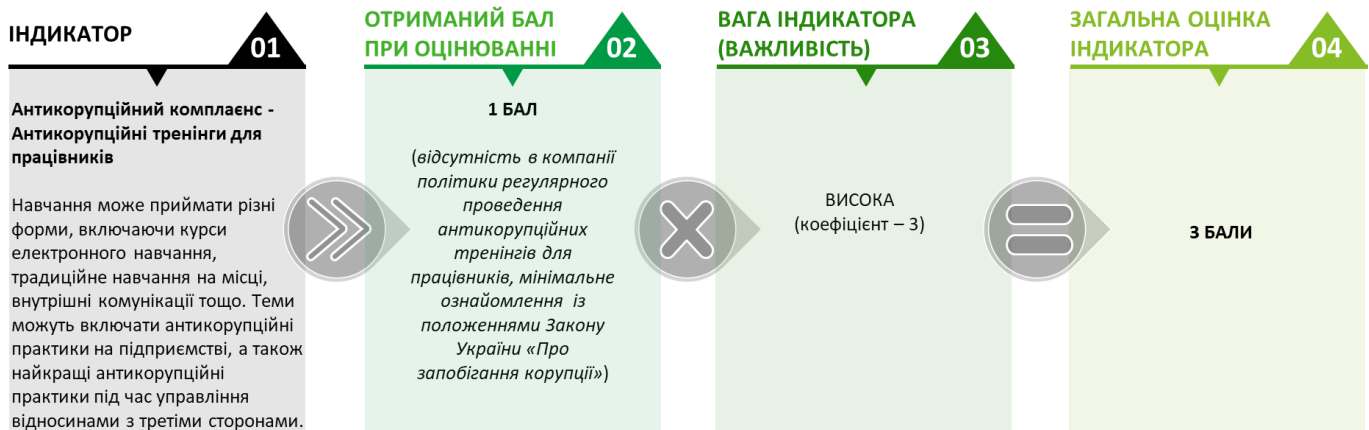 ІНДИКАТОР
01
Антикорупційний комплаєнс -
Антикорупційні тренінги для
працівників
Навчання може приймати різні
форми, включаючи курси
електронного навчання,
традиційне навчання на місці,
внутрішні комунікації тощо. Теми
можуть включати антикорупційні
практики на підприємстві, а також
найкращі антикорупційні
практики під час управління
відносинами з третіми сторонами.
ОТРИМАНИЙ БАЛ
ПРИ ОЦІНЮВАННІ
02
1 БАЛ
(відсутність в компанії
політики регулярного
проведення
антикорупційних
тренінгів для
працівників, мінімальне
ознайомлення із
положеннями Закону
України «Про
запобігання корупції»)
ВАГА ІНДИКАТОРА
(ВАЖЛИВІСТЬ)
03
ВИСОКА
(коефіцієнт – 3)
ЗАГАЛЬНА ОЦІНКА
ІНДИКАТОРА
04
3 БАЛИ